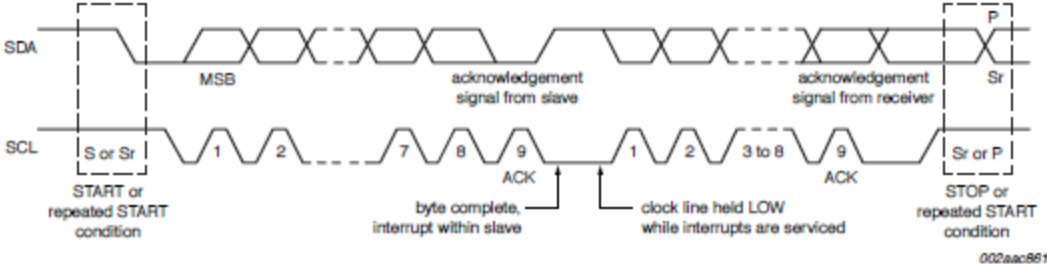 P
SDA
MSB
acknowledgement
signal from slave
acknowledgement
signal from receiver
Sr
SCL
S or Sr
1
2
7
8
9
1
2
3 to 8
9
Sr or P
ACK
ACK
START or
repeated START
condition
byte complete,
interrupt within slave
clock line held LOW
while interrupts are serviced
STOP or
repeated START
condition
002aac861